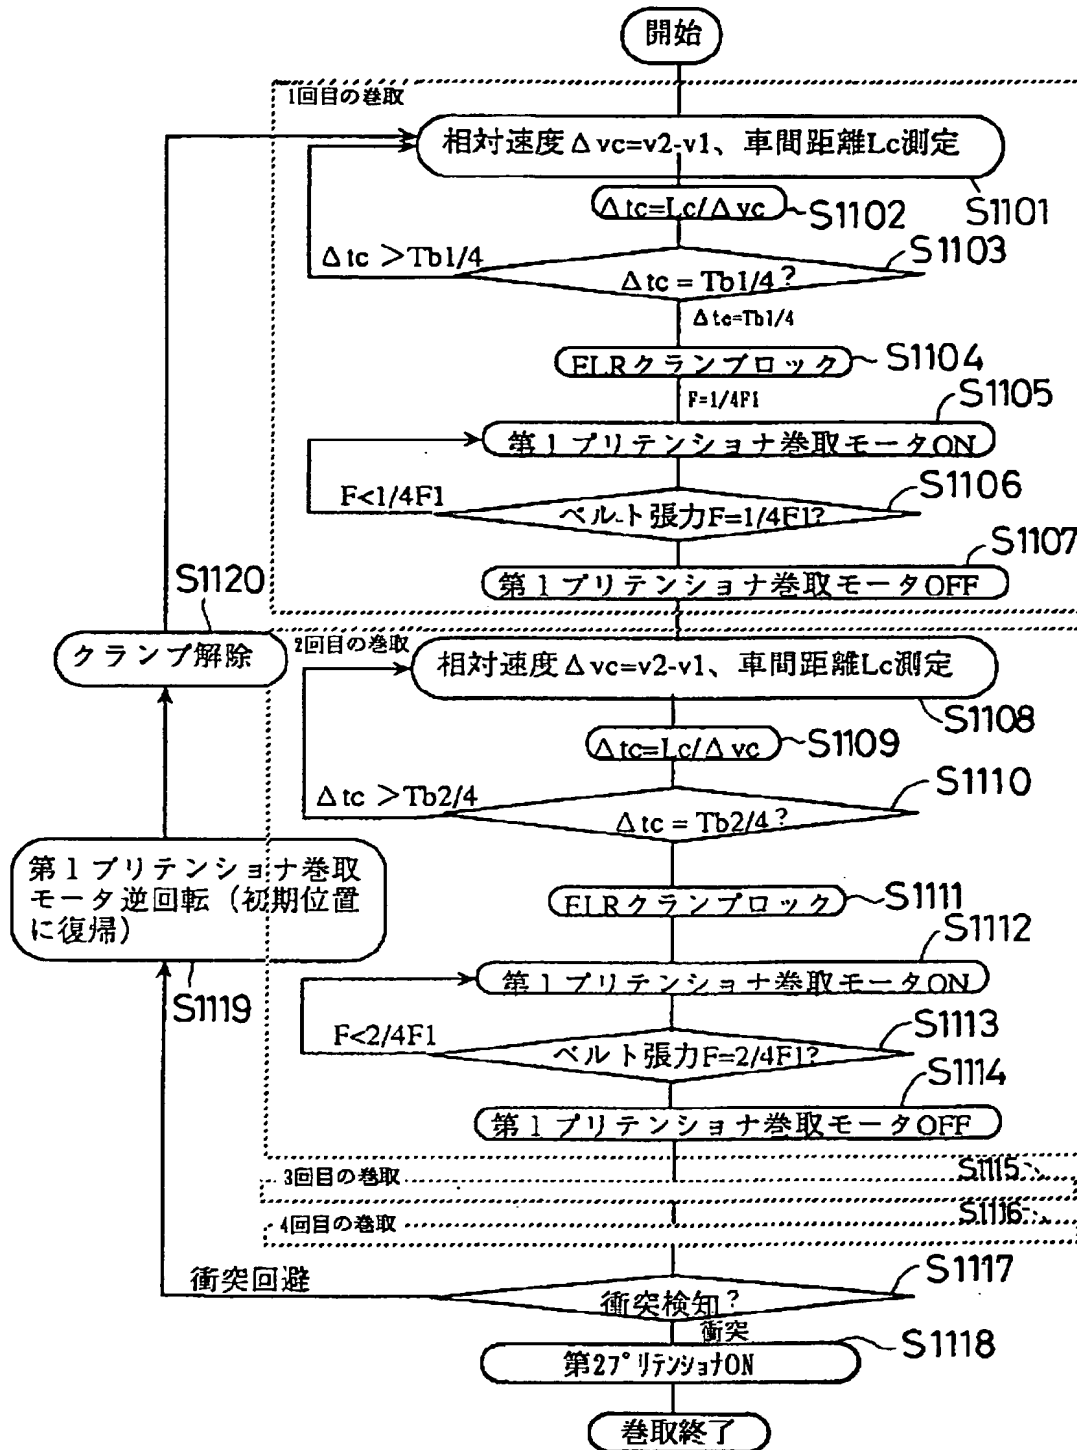 開始
1回目の巻取
相対速度Δvc=v2-v1、車間距離Lc測定
S1101
Δtc=Lc/Δvc
S1102
S1103
Δtc >Tb1/4
Δtc = Tb1/4?
Δtc=Tb1/4
ELRクランプロック
S1104
F=1/4F1
S1105
第1プリテンショナ巻取モータON
F<1/4F1
ベルト張力F=1/4F1?
S1106
S1107
第1プリテンショナ巻取モータOFF
S1120
クランプ解除
2回目の巻取
相対速度Δvc=v2-v1、車間距離Lc測定
S1108
Δtc=Lc/Δvc
S1109
S1110
Δtc >Tb2/4
Δtc = Tb2/4?
第1プリテンショナ巻取
モータ逆回転(初期位置
に復帰)
S1119
ELRクランプロック
S1111
S1112
第1プリテンショナ巻取モータON
F<2/4F1
ベルト張力F=2/4F1?
S1113
S1114
第1プリテンショナ巻取モータOFF
3回目の巻取
S1115
4回目の巻取
S1116
衝突回避
衝突検知?
S1117
衝突
S1118
第2プリテンショナON
巻取終了